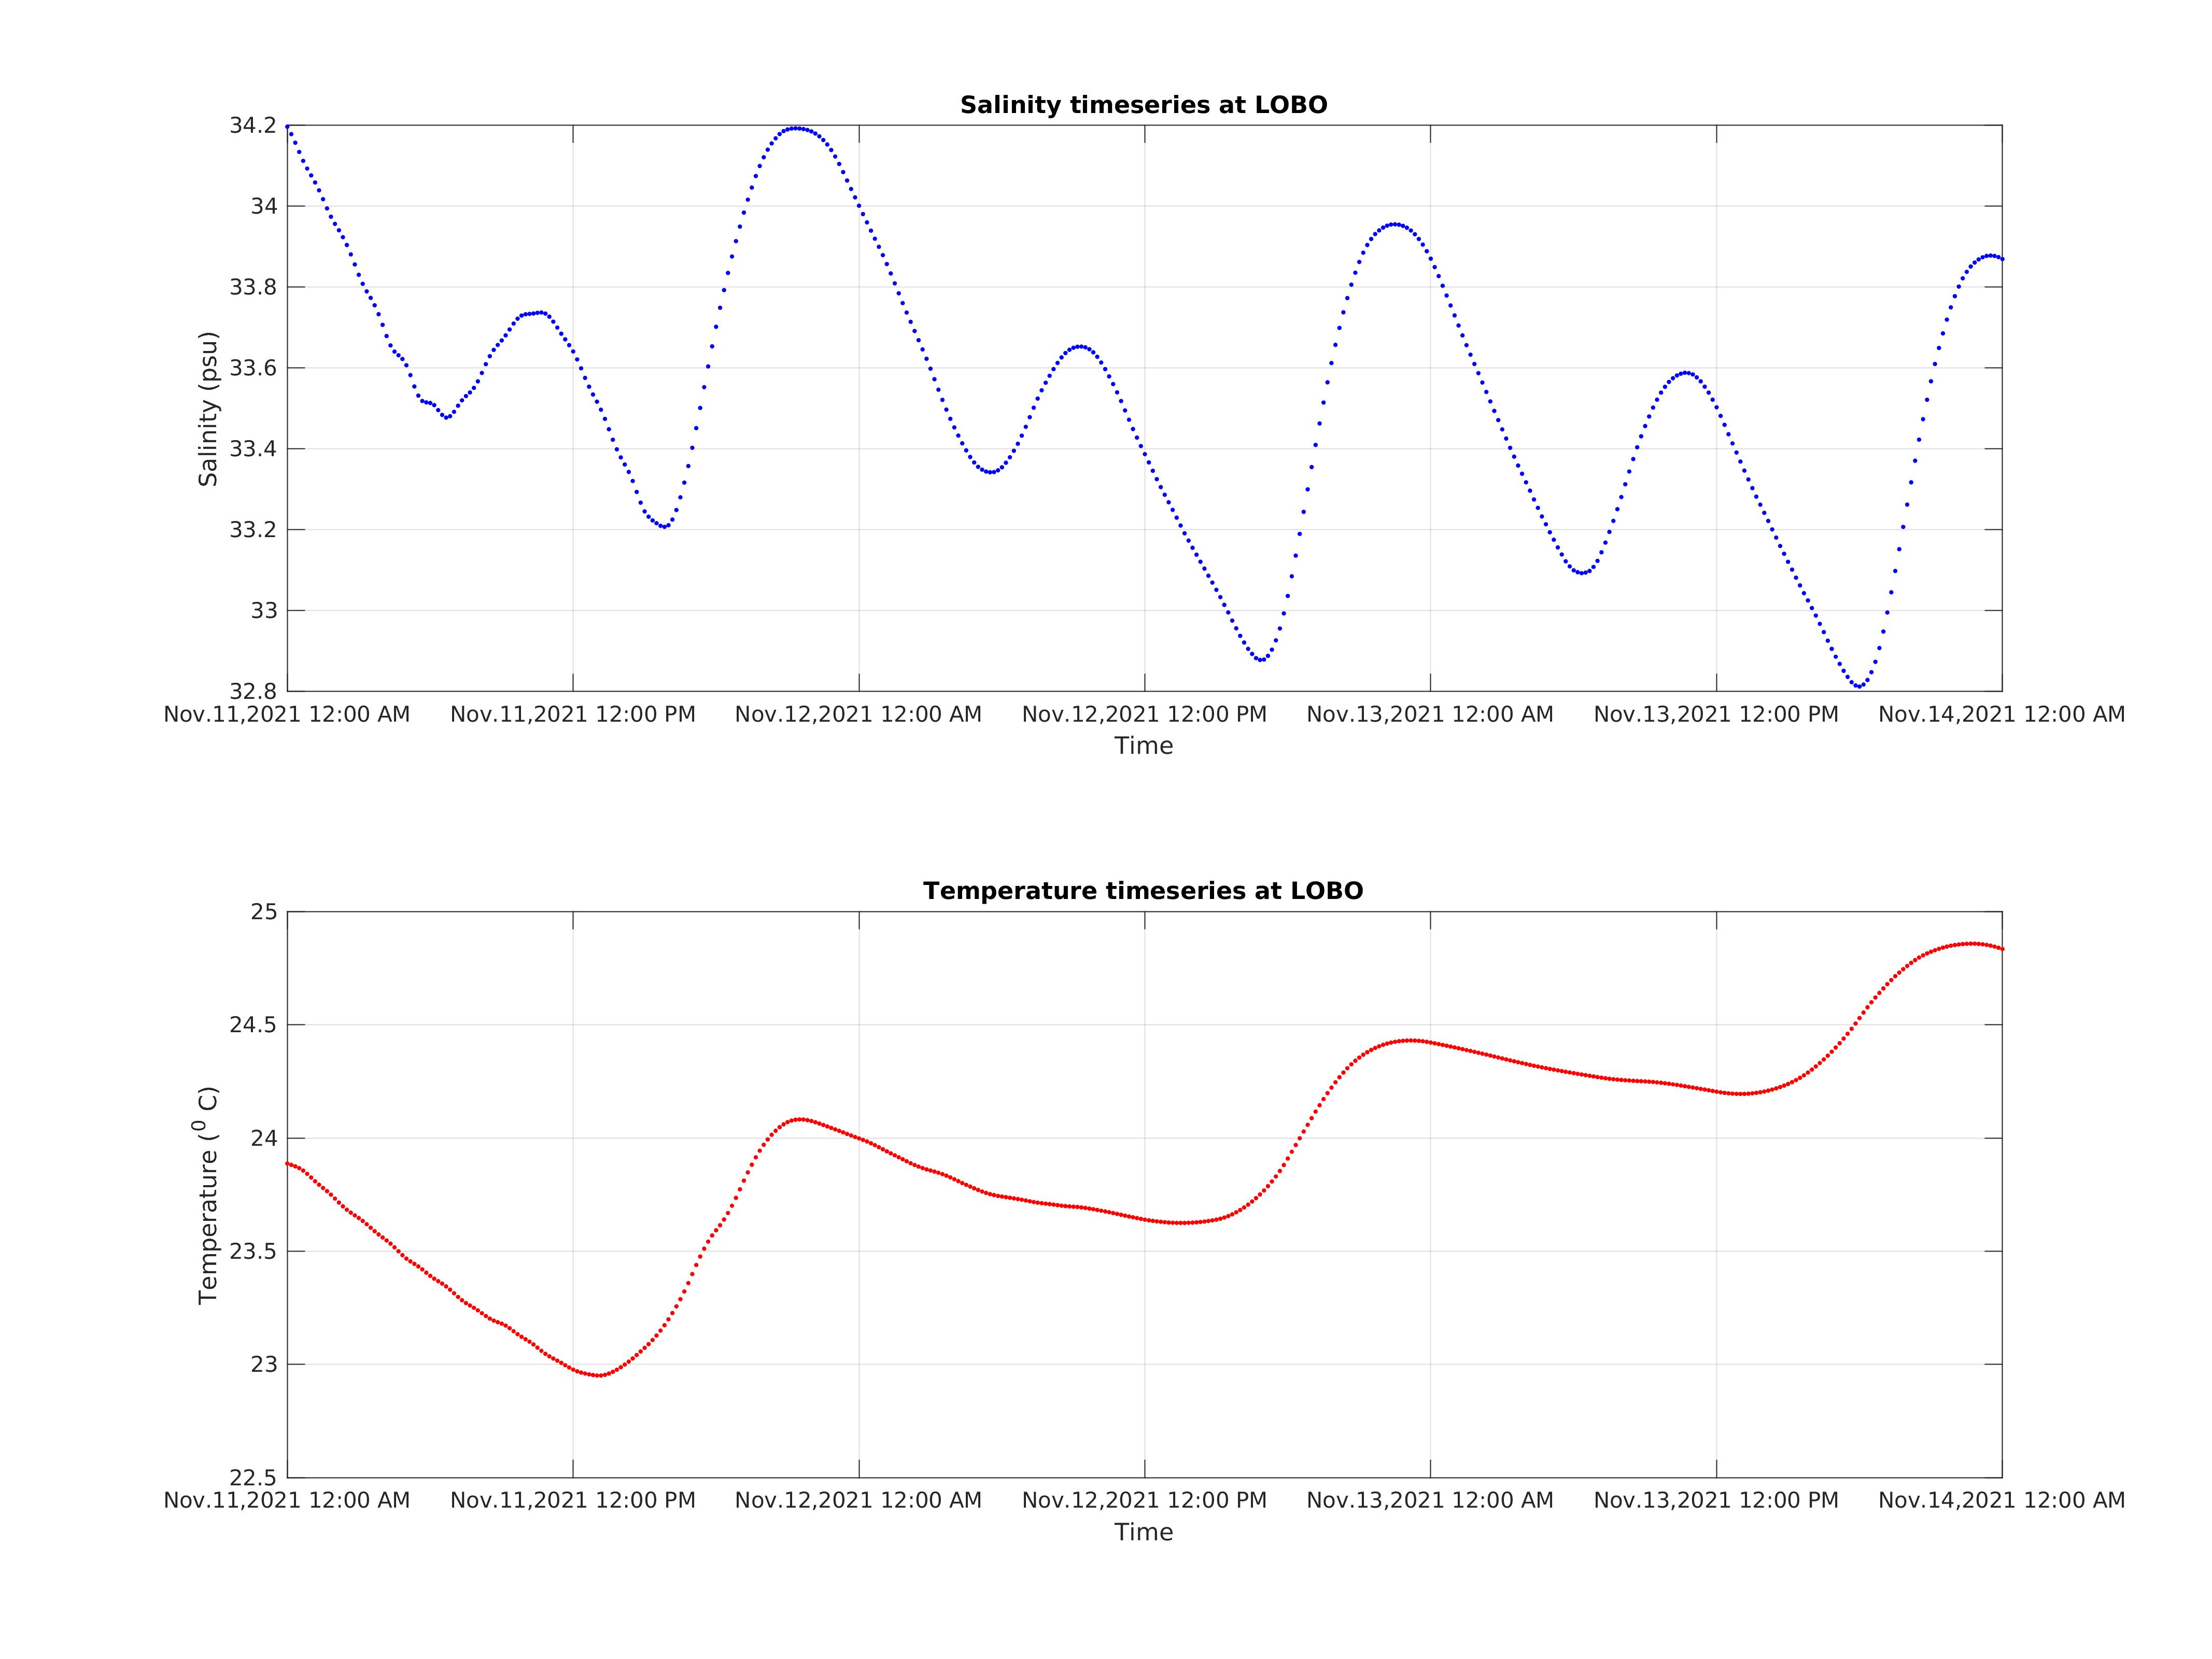 Salinity timeseries at LOBO
34.2
34
33.8
33.6
33.4
33.2
33
32.8
Salinity (psu)
Nov.11,2021 12:00 AM Nov.11,2021 12:00 PM Nov.12,2021 12:00 AM Nov.12,2021 12:00 PM Nov.13,2021 12:00 AM Nov.13,2021 12:00 PM Nov.14,2021 12:00 AM
Time
Temperature timeseries at LOBO
25
24.5
24
23.5
23
22.5
Temperature (⁰ C)
Nov.11,2021 12:00 AM Nov.11,2021 12:00 PM Nov.12,2021 12:00 AM Nov.12,2021 12:00 PM Nov.13,2021 12:00 AM Nov.13,2021 12:00 PM Nov.14,2021 12:00 AM
Time